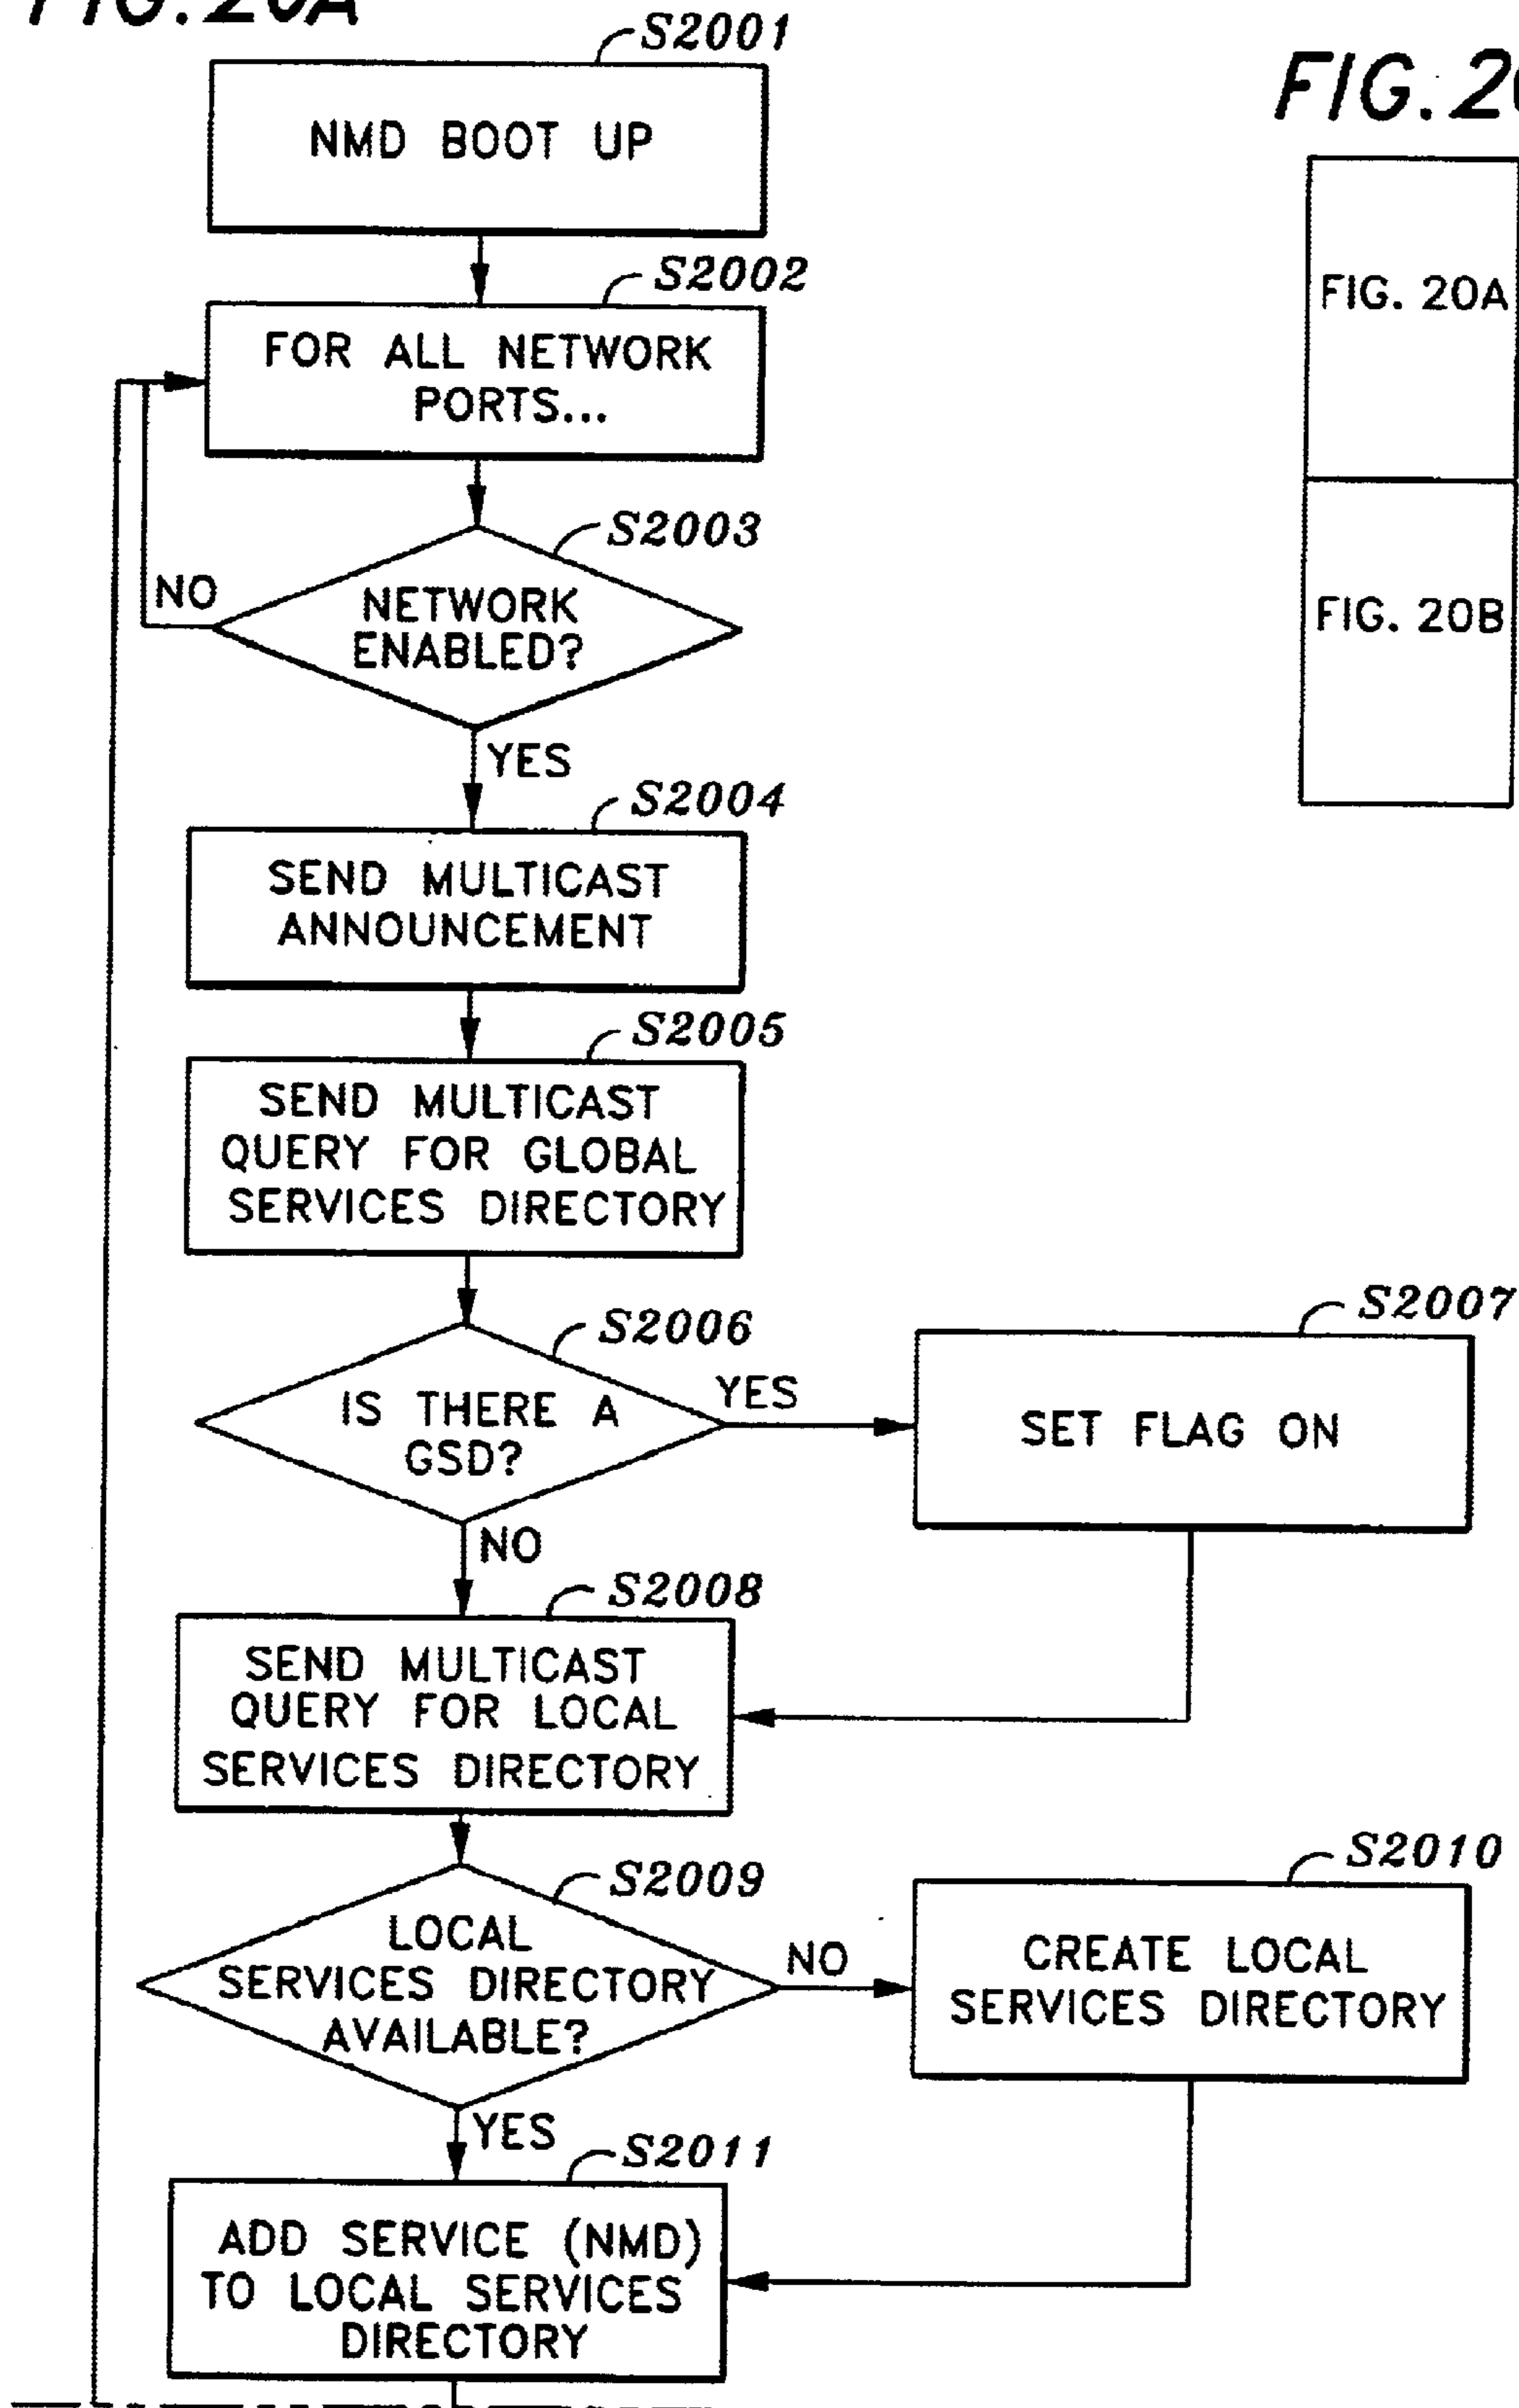 FIG. 20A
S2001
NMD BOOT UP
S2002
FOR ALL NETWORK
PORTS...
S2003
NETWORK
ENABLED?
NO
YES
S2004
SEND MULTICAST
ANNOUNCEMENT
S2005
SEND MULTICAST
QUERY FOR GLOBAL
SERVICES DIRECTORY
S2006
IS THERE A
GSD?
YES
S2007
SET FLAG ON
NO
S2008
SEND MULTICAST
QUERY FOR LOCAL
SERVICES DIRECTORY
S2009
LOCAL
SERVICES DIRECTORY
AVAILABLE?
NO
S2010
CREATE LOCAL
SERVICES DIRECTORY
YES
S2011
ADD SERVICE (NMD)
TO LOCAL SERVICES
DIRECTORY
FIG.
FIG. 20A
FIG. 20B